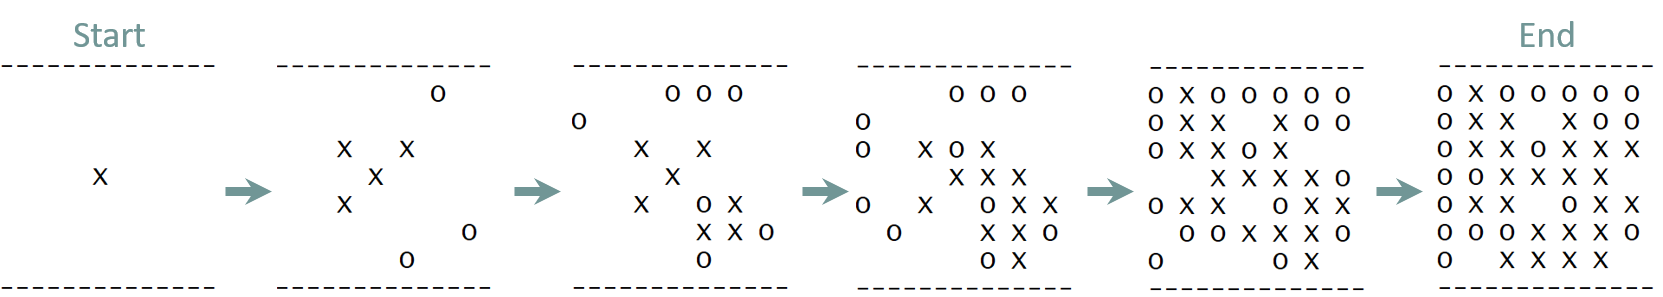 Start
--------------
x
--------------
--------------
o
x x
x
x
o
o
--------------
--------------
o o o
o
x x
x
x o x
x x o
o
--------------
--------------
o o o
o
o x o x
x x x
o x o x x
o x x o
o x
--------------
--------------
o x o o o o o
o x x x o o
o x x o x
x x x x o
o x x o x x
o o x x x o
o o x
--------------
End
--------------
o x o o o o o
o x x x o o
o x x o x x x
o o x x x x
o x x o x x
o o o x x x o
o x x x x
--------------